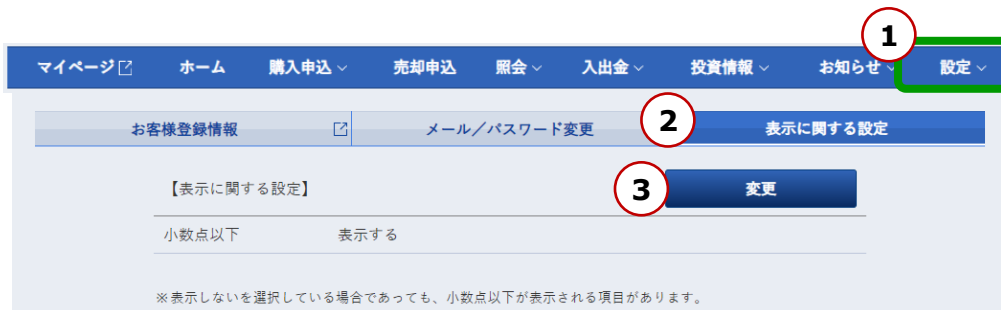 1
マイページ ホーム 購入申込 売却申込 照会 入出金 投資情報 お知らせ 設定
お客様登録情報 メール／パスワード変更 2 表示に関する設定
【表示に関する設定】 3 変更
小数点以下 表示する
※表示しないを選択している場合であっても、小数点以下が表示される項目があります。